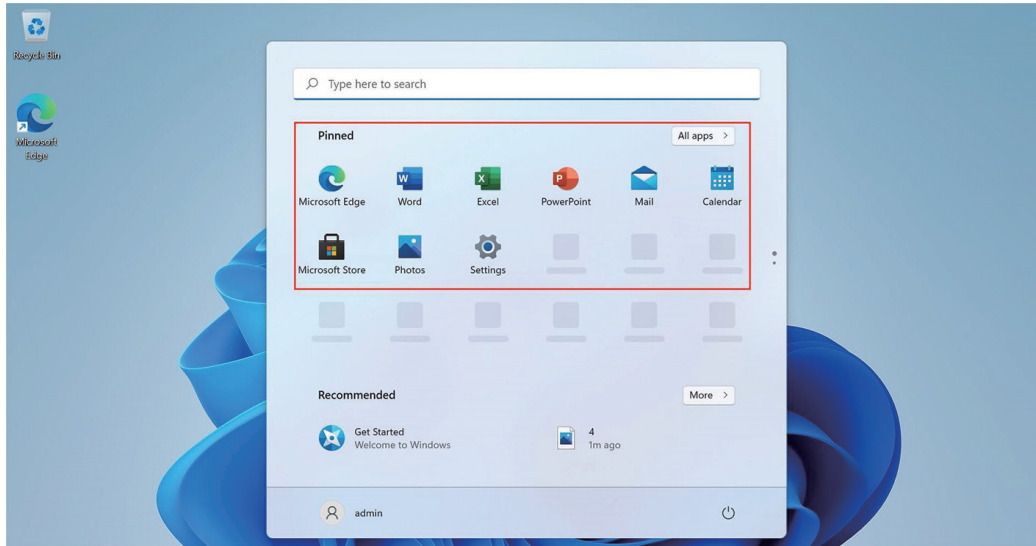 Recycle Bin
Microsoft
Edge
Type here to search
Pinned
All apps >
Microsoft Edge
Word
Excel
PowerPoint
Mail
Calendar
Microsoft Store
Photos
Settings
Recommended
More >
Get Started
Welcome to Windows
4
1m ago
admin